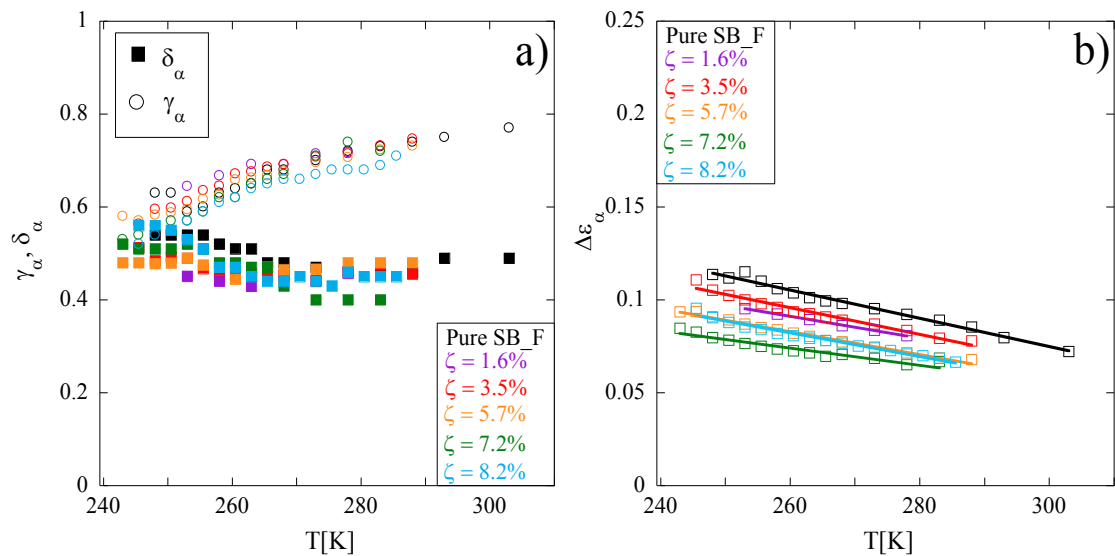 a)
δ_α
γ_α
1
0.8
0.6
0.4
0.2
0
γ_α, δ_α
Pure SB_F
ζ = 1.6%
ζ = 3.5%
ζ = 5.7%
ζ = 7.2%
ζ = 8.2%
240 260 280 300
T[K]
b)
Pure SB_F
ζ = 1.6%
ζ = 3.5%
ζ = 5.7%
ζ = 7.2%
ζ = 8.2%
0.25
0.2
0.15
0.1
0.05
0
Δε_α
240 260 280 300
T[K]